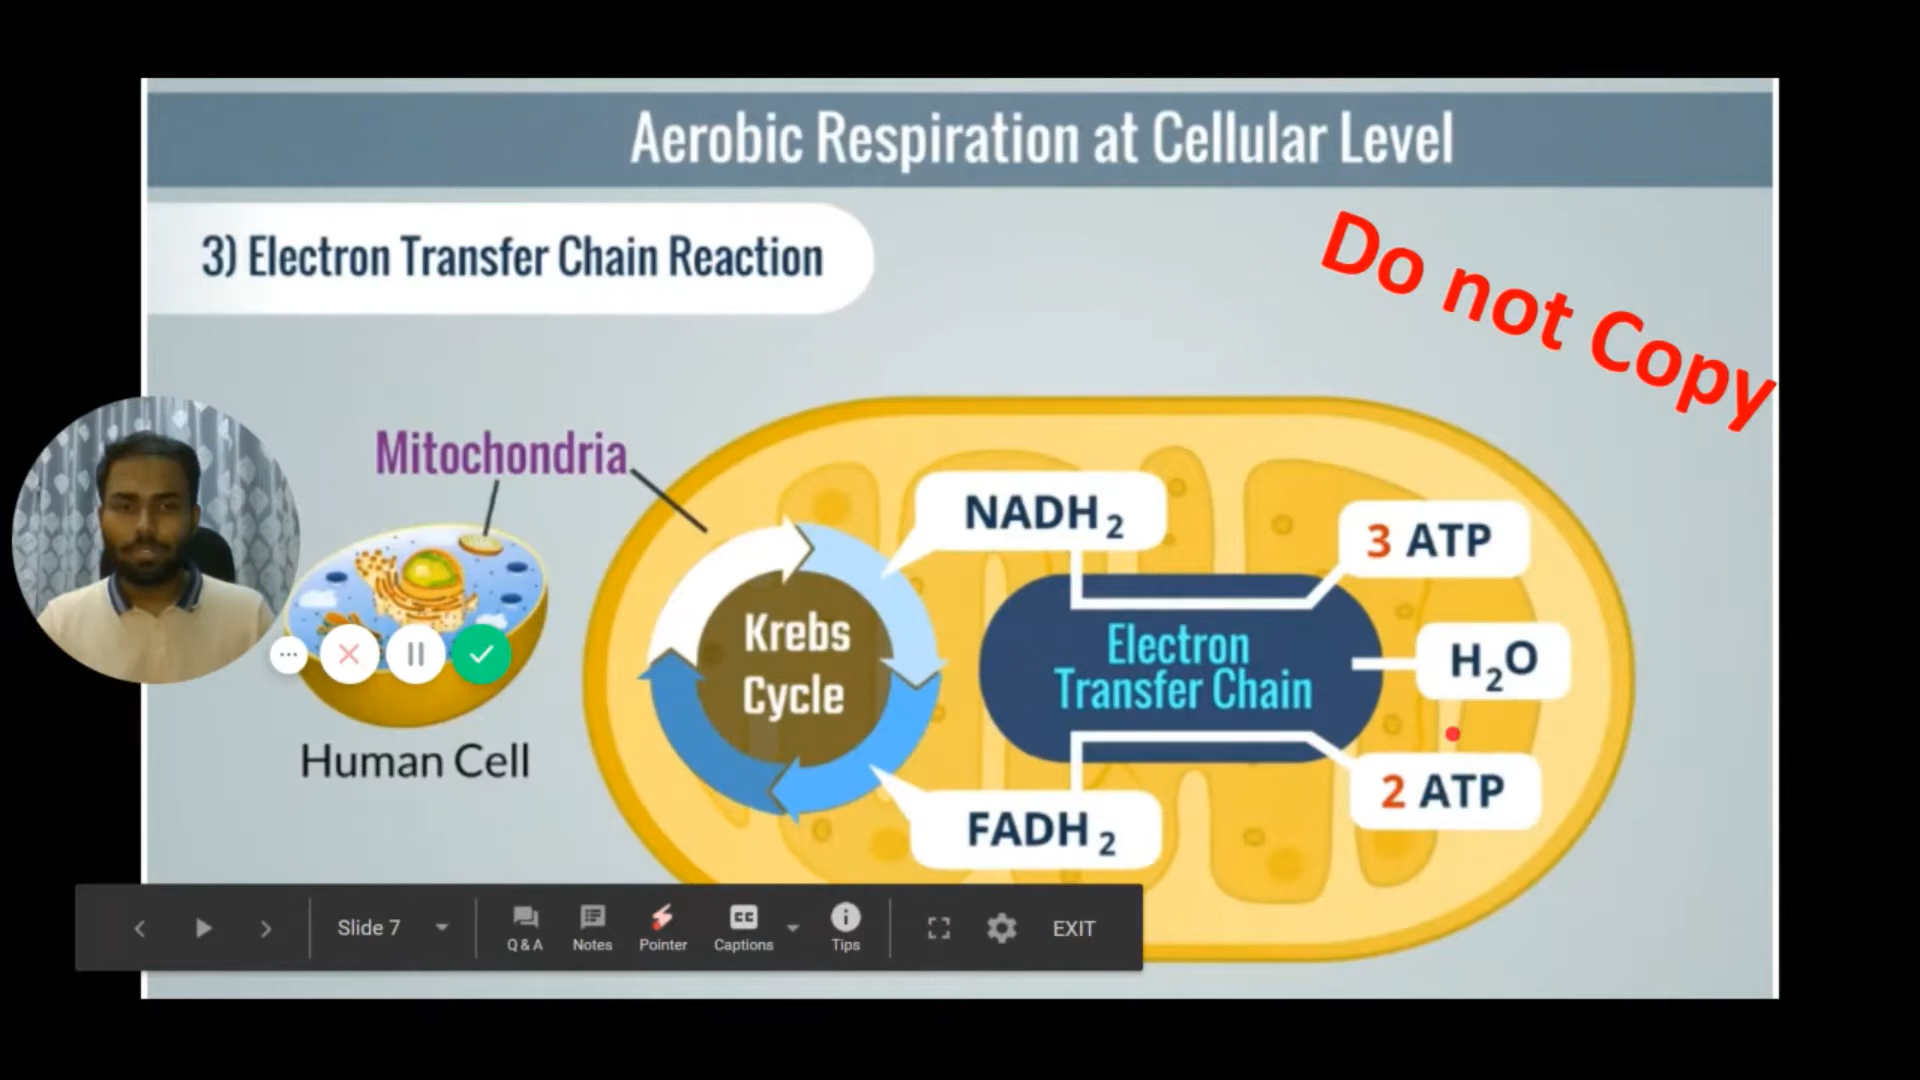 Aerobic Respiration at Cellular Level
3) Electron Transfer Chain Reaction
Do not Copy
Mitochondria
NADH2
3 ATP
Krebs
Cycle
Electron
Transfer Chain
H2O
Human Cell
2 ATP
FADH2
Slide 7
Q & A
Notes
Pointer
CC
Captions
Tips
EXIT